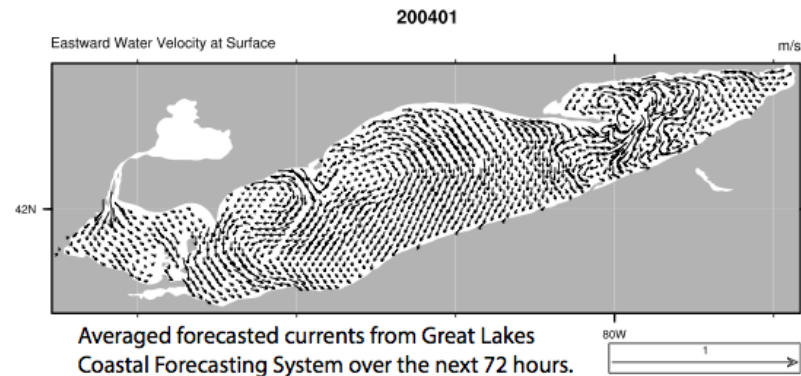 200401
Eastward Water Velocity at Surface
m/s
42N
80W
1
Averaged forecasted currents from Great Lakes
Coastal Forecasting System over the next 72 hours.